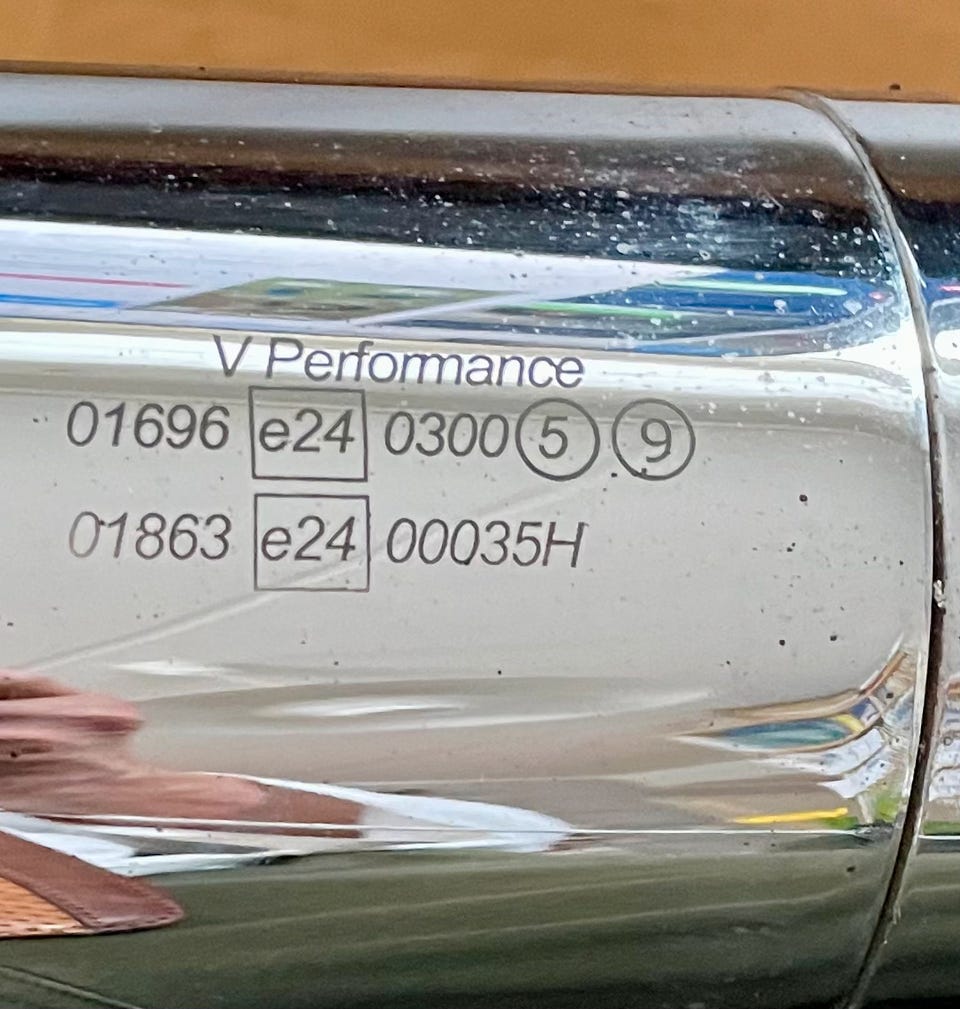 V Performance
01696 e24 0300 5 9
01863 e24 00035H